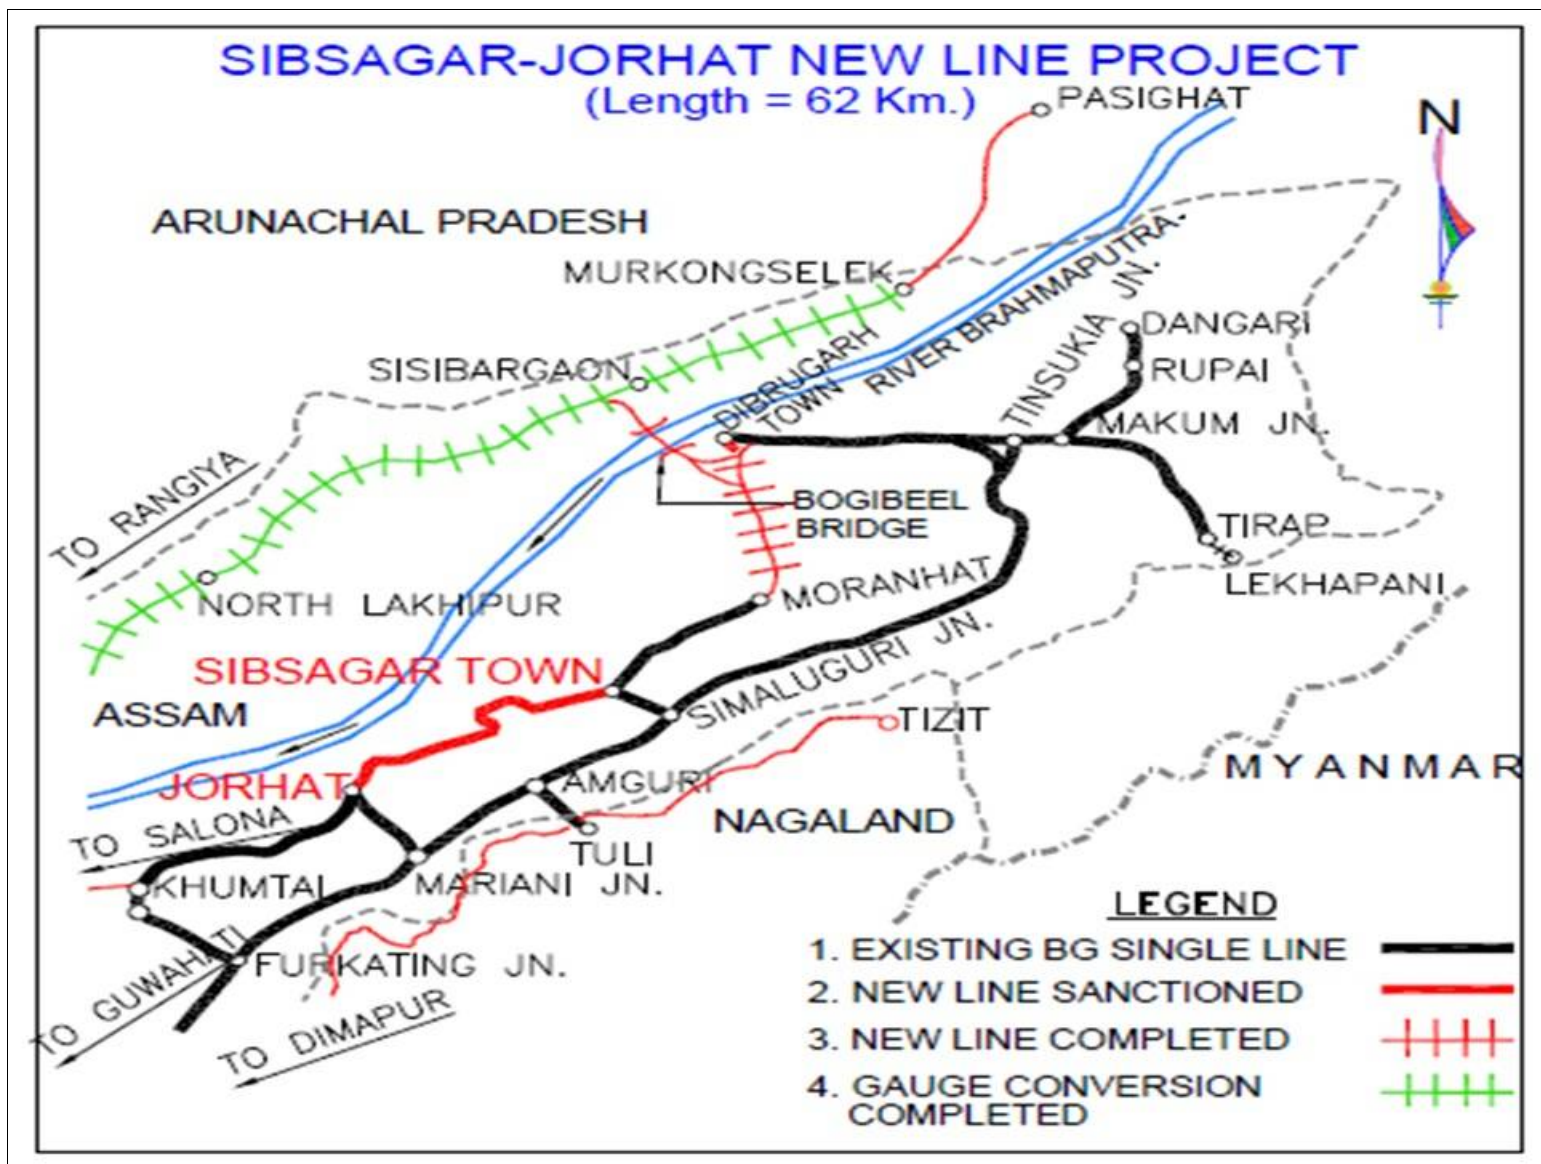 SIBSAGAR-JORHAT NEW LINE PROJECT
(Length = 62 Km.)
PASIGHAT
N
ARUNACHAL PRADESH
MURKONGSELEK
RIVER BRAHMAPUTRA.
TINSUKIA JN.
DANGARI
SISIBARGAON
DIBRUGARH
TOWN
RUPAI
MAKUM JN.
TO RANGIYA
BOGIBEEL
BRIDGE
TIRAP
LEKHAPANI
NORTH LAKHIPUR
MORANHAT
SIBSAGAR TOWN
SIMALUGURI JN.
ASSAM
TIZIT
MYANMAR
JORHAT
AMGURI
NAGALAND
TO SALONA
TULI
KHUMTAI
MARIANI JN.
TO GUWAHATI
FURKATING JN.
TO DIMAPUR
LEGEND
1. EXISTING BG SINGLE LINE
2. NEW LINE SANCTIONED
3. NEW LINE COMPLETED
4. GAUGE CONVERSION
COMPLETED